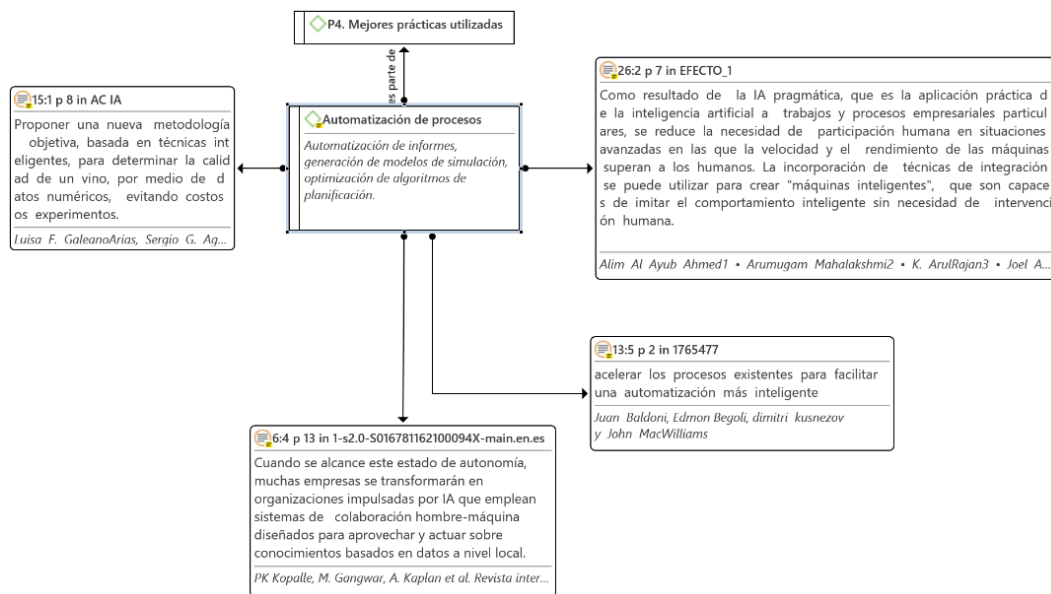 P4. Mejores prácticas utilizadas
es parte de
15:1 p 8 in AC IA
Proponer una nueva metodología
objetiva, basada en técnicas int
eligentes, para determinar la calid
ad de un vino, por medio de d
atos numéricos, evitando costos
os experimentos.
Luisa F. GaleanoArias, Sergio G. Ag...
Automatización de procesos
Automatización de informes,
generación de modelos de simulación,
optimización de algoritmos de
planificación.
26:2 p 7 in EFECTO_1
Como resultado de la IA pragmática, que es la aplicación práctica d
e la inteligencia artificial a trabajos y procesos empresariales particul
ares, se reduce la necesidad de participación humana en situaciones
avanzadas en las que la velocidad y el rendimiento de las máquinas
superan a los humanos. La incorporación de técnicas de integración
se puede utilizar para crear "máquinas inteligentes", que son capace
s de imitar el comportamiento inteligente sin necesidad de intervenci
ón humana.
Alim Al Ayub Ahmed1 • Arumugam Mahalakshmi2 • K. ArulRajan3 • Joel A...
13:5 p 2 in 1765477
acelerar los procesos existentes para facilitar
una automatización más inteligente
Juan Baldoni, Edmon Begoli, dimitri kusnezov
y John MacWilliams
6:4 p 13 in 1-s2.0-S016781162100094X-main.en.es
Cuando se alcance este estado de autonomía,
muchas empresas se transformarán en
organizaciones impulsadas por IA que emplean
sistemas de colaboración hombre-máquina
diseñados para aprovechar y actuar sobre
conocimientos basados en datos a nivel local.
PK Kopalle, M. Gangwar, A. Kaplan et al. Revista inter...